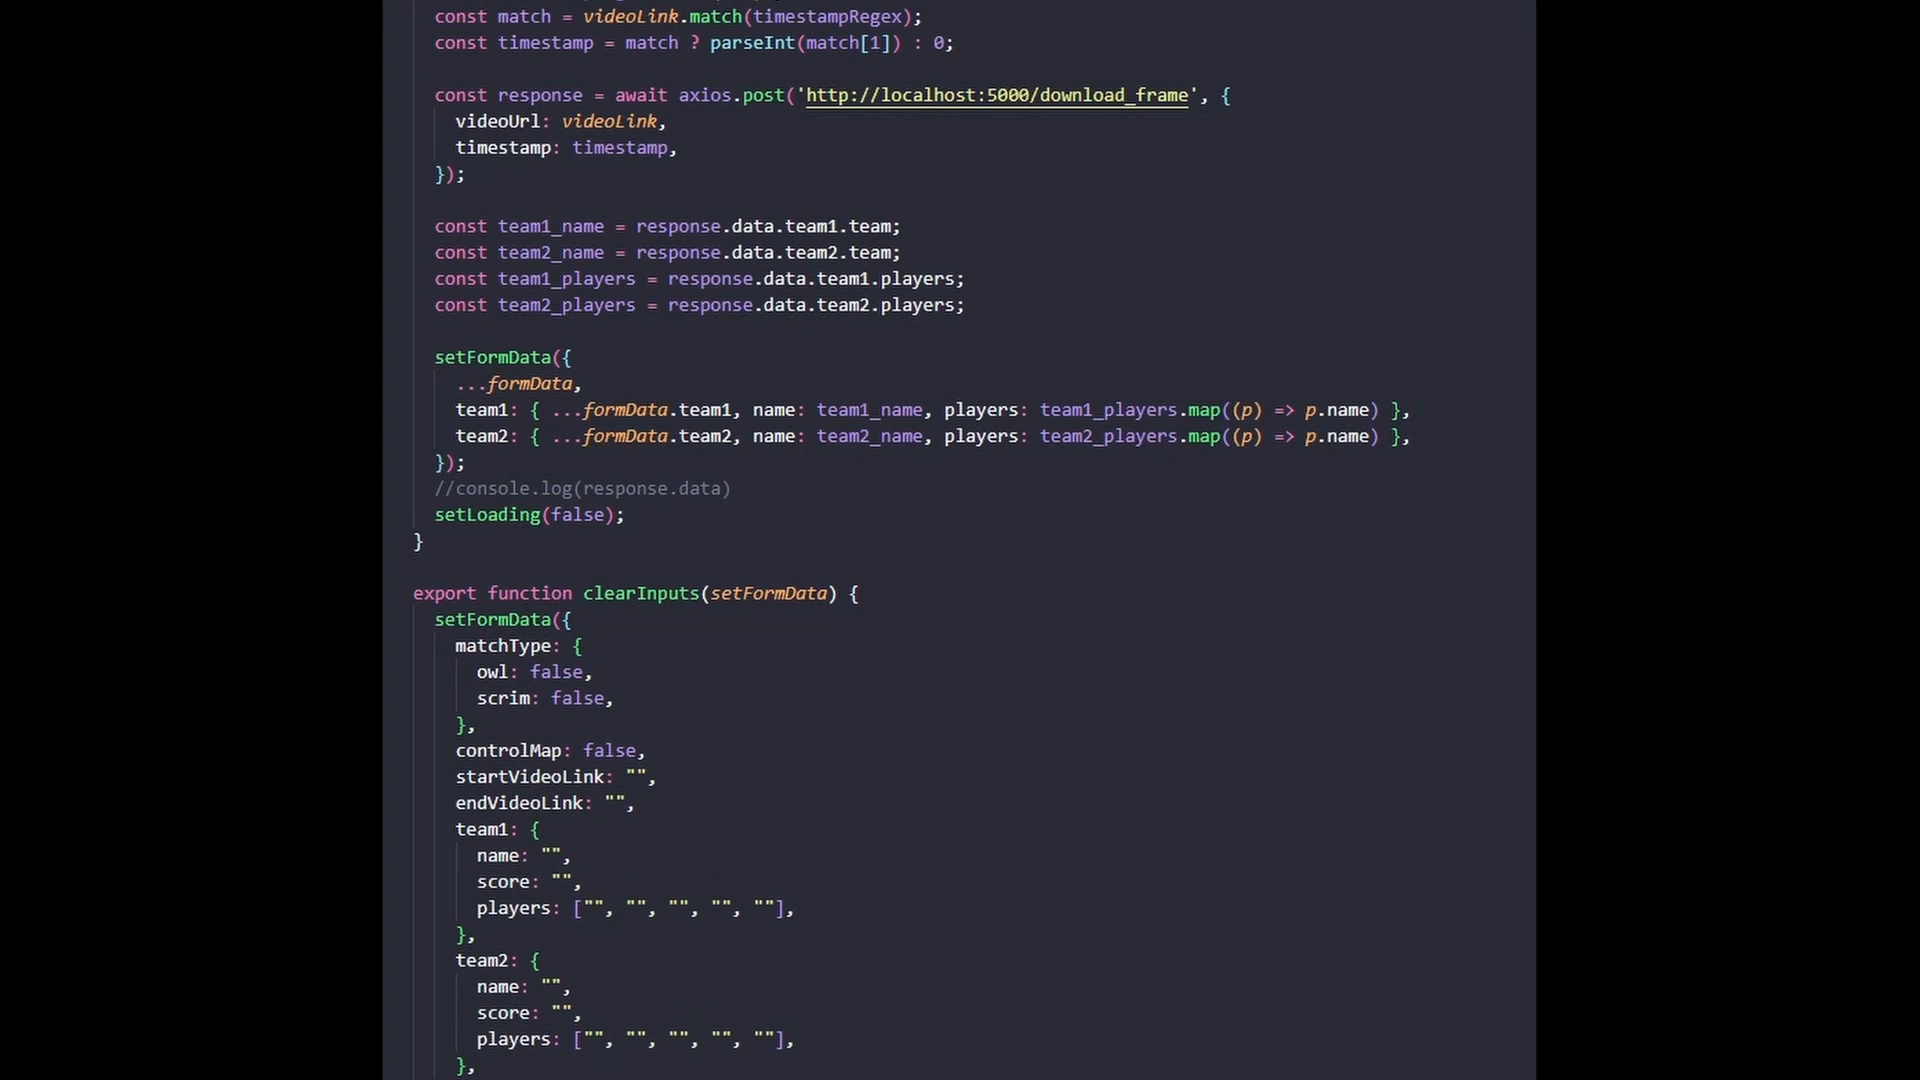 const match = videoLink.match(timestampRegex);
const timestamp = match ? parseInt(match[1]) : 0;
const response = await axios.post('http://localhost:5000/download_frame', {
videoUrl: videoLink,
timestamp: timestamp,
});
const team1_name = response.data.team1.team;
const team2_name = response.data.team2.team;
const team1_players = response.data.team1.players;
const team2_players = response.data.team2.players;
setFormData({
...formData,
team1: { ...formData.team1, name: team1_name, players: team1_players.map((p) => p.name) },
team2: { ...formData.team2, name: team2_name, players: team2_players.map((p) => p.name) },
});
//console.log(response.data)
setLoading(false);
}
export function clearInputs(setFormData) {
setFormData({
matchType: {
owl: false,
scrim: false,
},
controlMap: false,
startVideoLink: "",
endVideoLink: "",
team1: {
name: "",
score: "",
players: ["", "", "", "", ""],
},
team2: {
name: "",
score: "",
players: ["", "", "", "", ""],
},